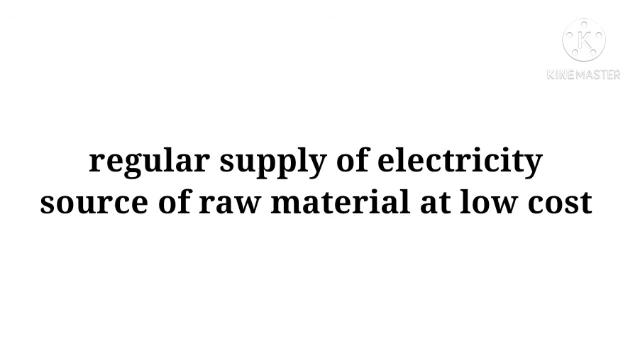 KINEMASTER
regular supply of electricity
source of raw material at low cost